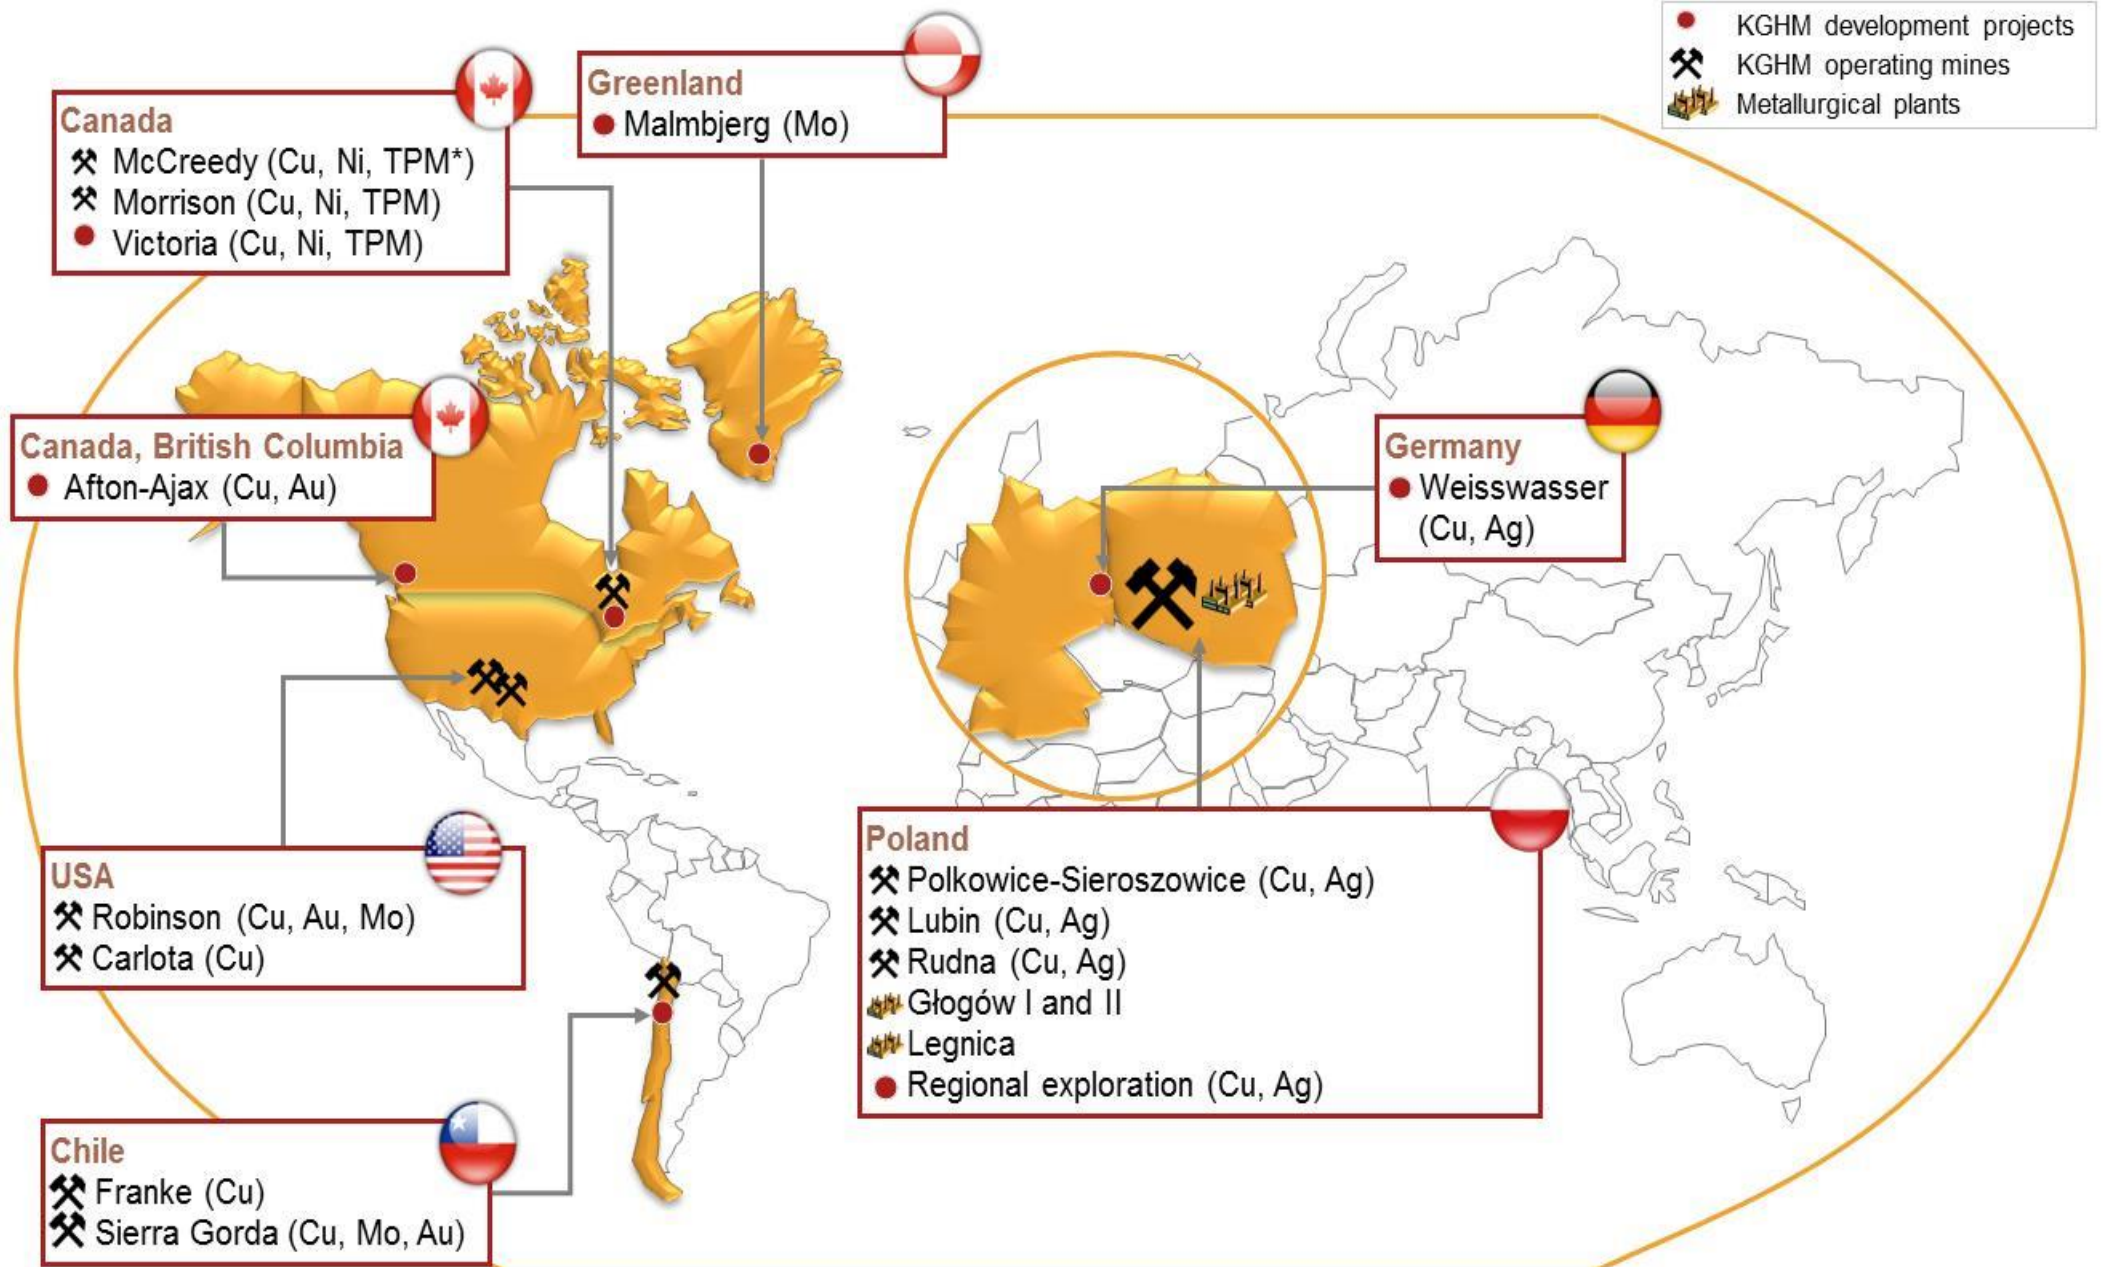 KGHM development projects
KGHM operating mines
Metallurgical plants
Greenland
Malmbjerg (Mo)
Canada
McCreedy (Cu, Ni, TPM*)
Morrison (Cu, Ni, TPM)
Victoria (Cu, Ni, TPM)
Canada, British Columbia
Afton-Ajax (Cu, Au)
Germany
Weisswasser
(Cu, Ag)
USA
Robinson (Cu, Au, Mo)
Carlota (Cu)
Poland
Polkowice-Sieroszowice (Cu, Ag)
Lubin (Cu, Ag)
Rudna (Cu, Ag)
Głogów I and II
Legnica
Regional exploration (Cu, Ag)
Chile
Franke (Cu)
Sierra Gorda (Cu, Mo, Au)